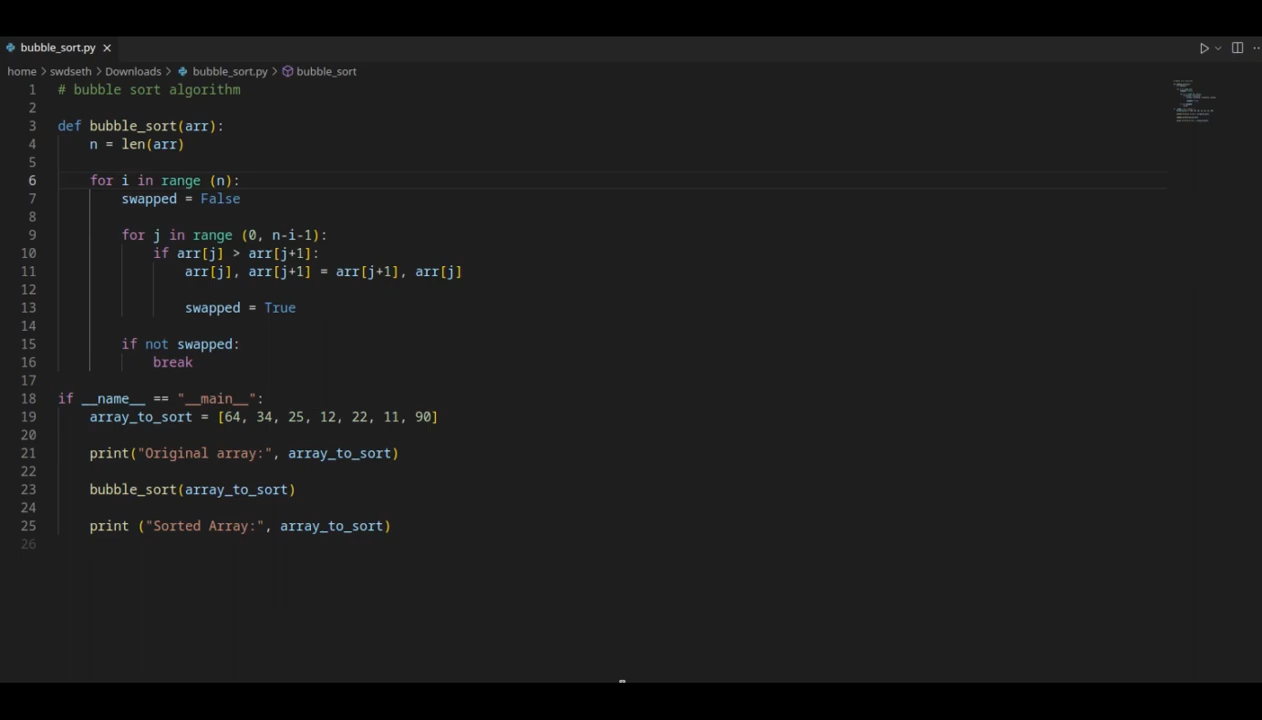 bubble_sort.py
home > swdseth > Downloads > bubble_sort.py > bubble_sort
1 # bubble sort algorithm
2
3 def bubble_sort(arr):
4     n = len(arr)
5
6     for i in range (n):
7         swapped = False
8
9         for j in range (0, n-i-1):
10             if arr[j] > arr[j+1]:
11                 arr[j], arr[j+1] = arr[j+1], arr[j]
12
13                 swapped = True
14
15         if not swapped:
16             break
17
18 if __name__ == "__main__":
19     array_to_sort = [64, 34, 25, 12, 22, 11, 90]
20
21     print("Original array:", array_to_sort)
22
23     bubble_sort(array_to_sort)
24
25     print ("Sorted Array:", array_to_sort)
26